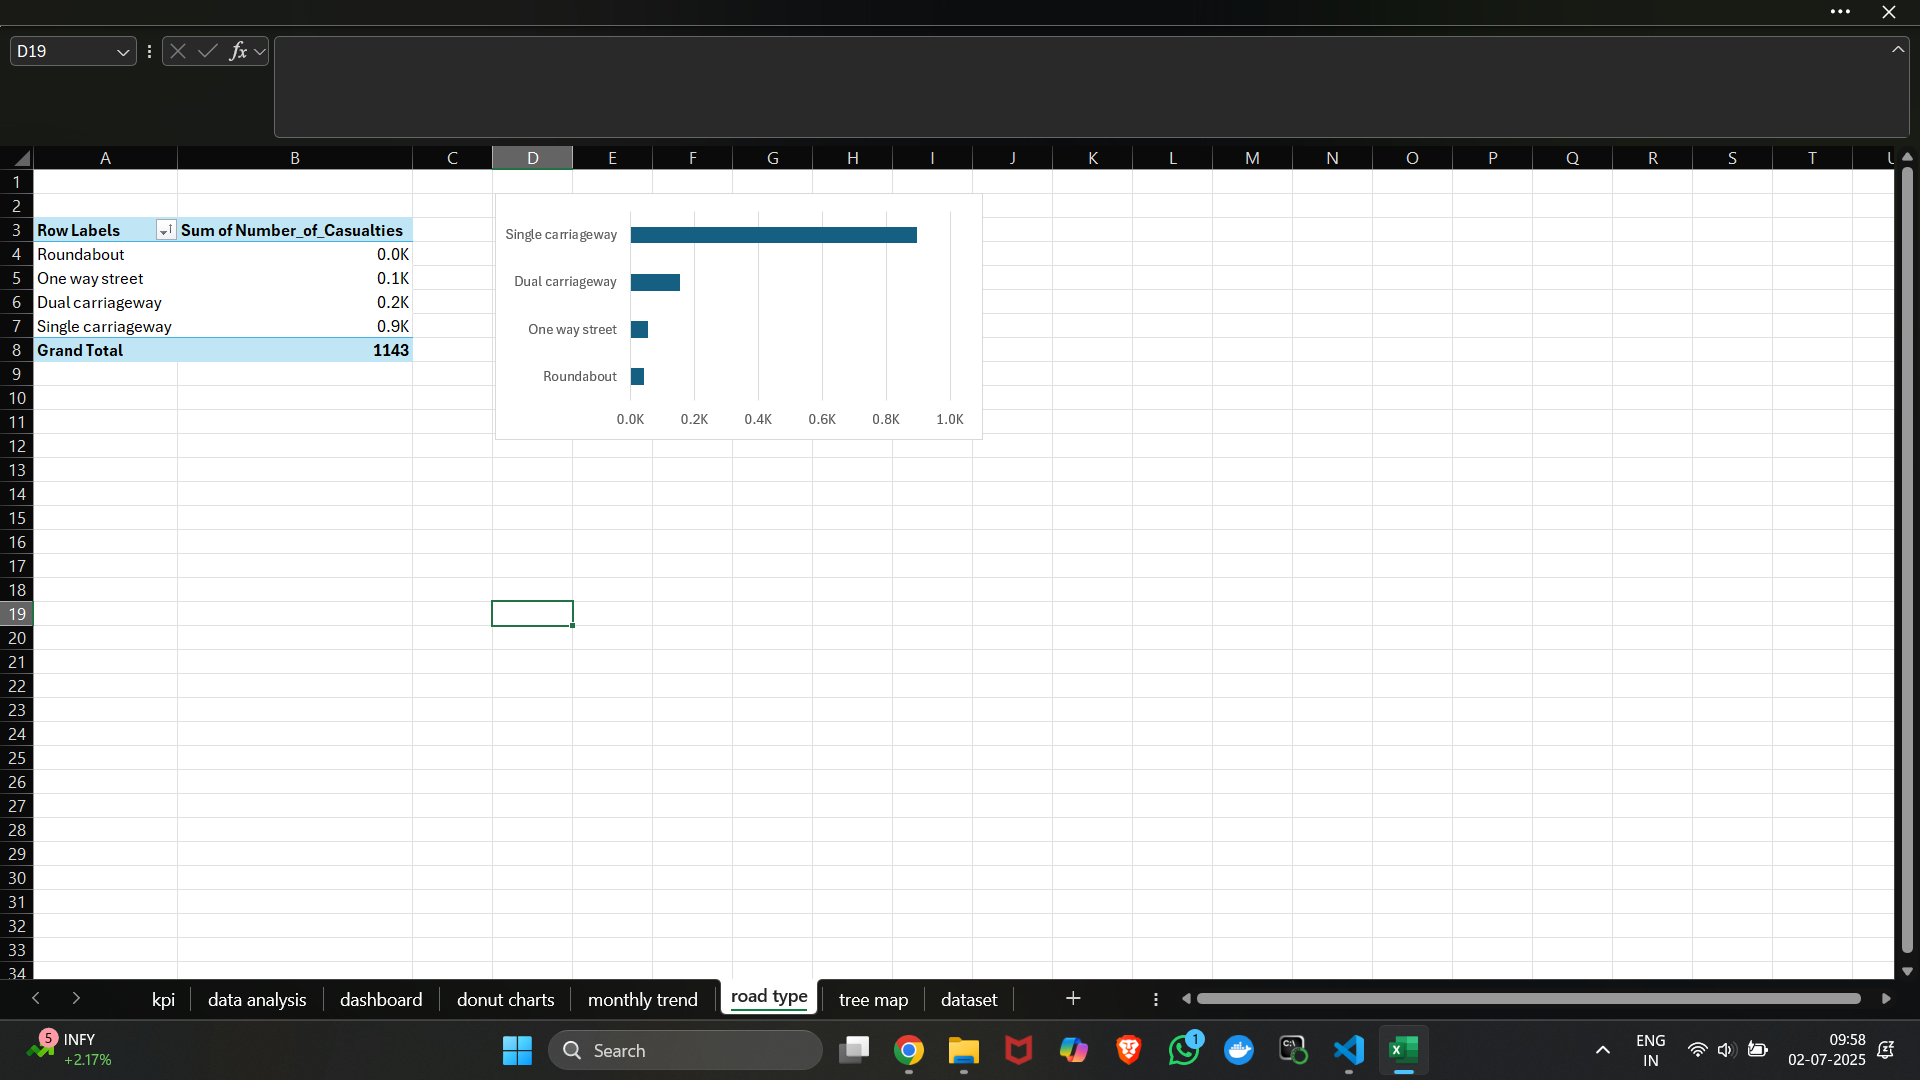 D19
fx
A B C D E F G H I J K L M N O P Q R S T U
1
2
3 Row Labels Sum of Number_of_Casualties
4 Roundabout 0.0K
5 One way street 0.1K
6 Dual carriageway 0.2K
7 Single carriageway 0.9K
8 Grand Total 1143
9
10
11
12
13
14
15
16
17
18
19
20
21
22
23
24
25
26
27
28
29
30
31
32
33
34
Single carriageway
Dual carriageway
One way street
Roundabout
0.0K 0.2K 0.4K 0.6K 0.8K 1.0K
kpi data analysis dashboard donut charts monthly trend road type tree map dataset
5 INFY
+2.17%
Search
C:\
1
X
ENG
IN
09:58
02-07-2025